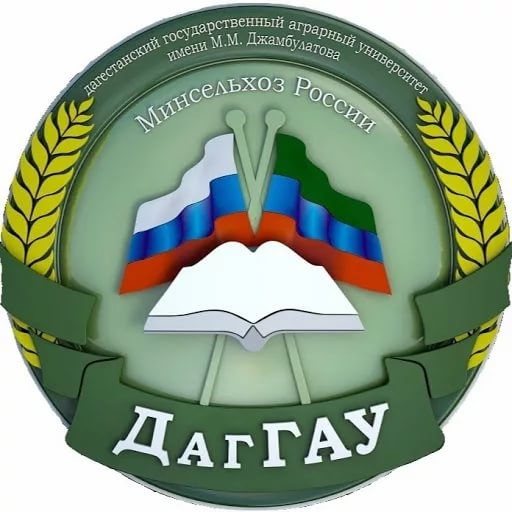 дагестанский государственный аграрный университет
имени М.М. Джамбулатова
Минсельхоз России
ДагГАУ